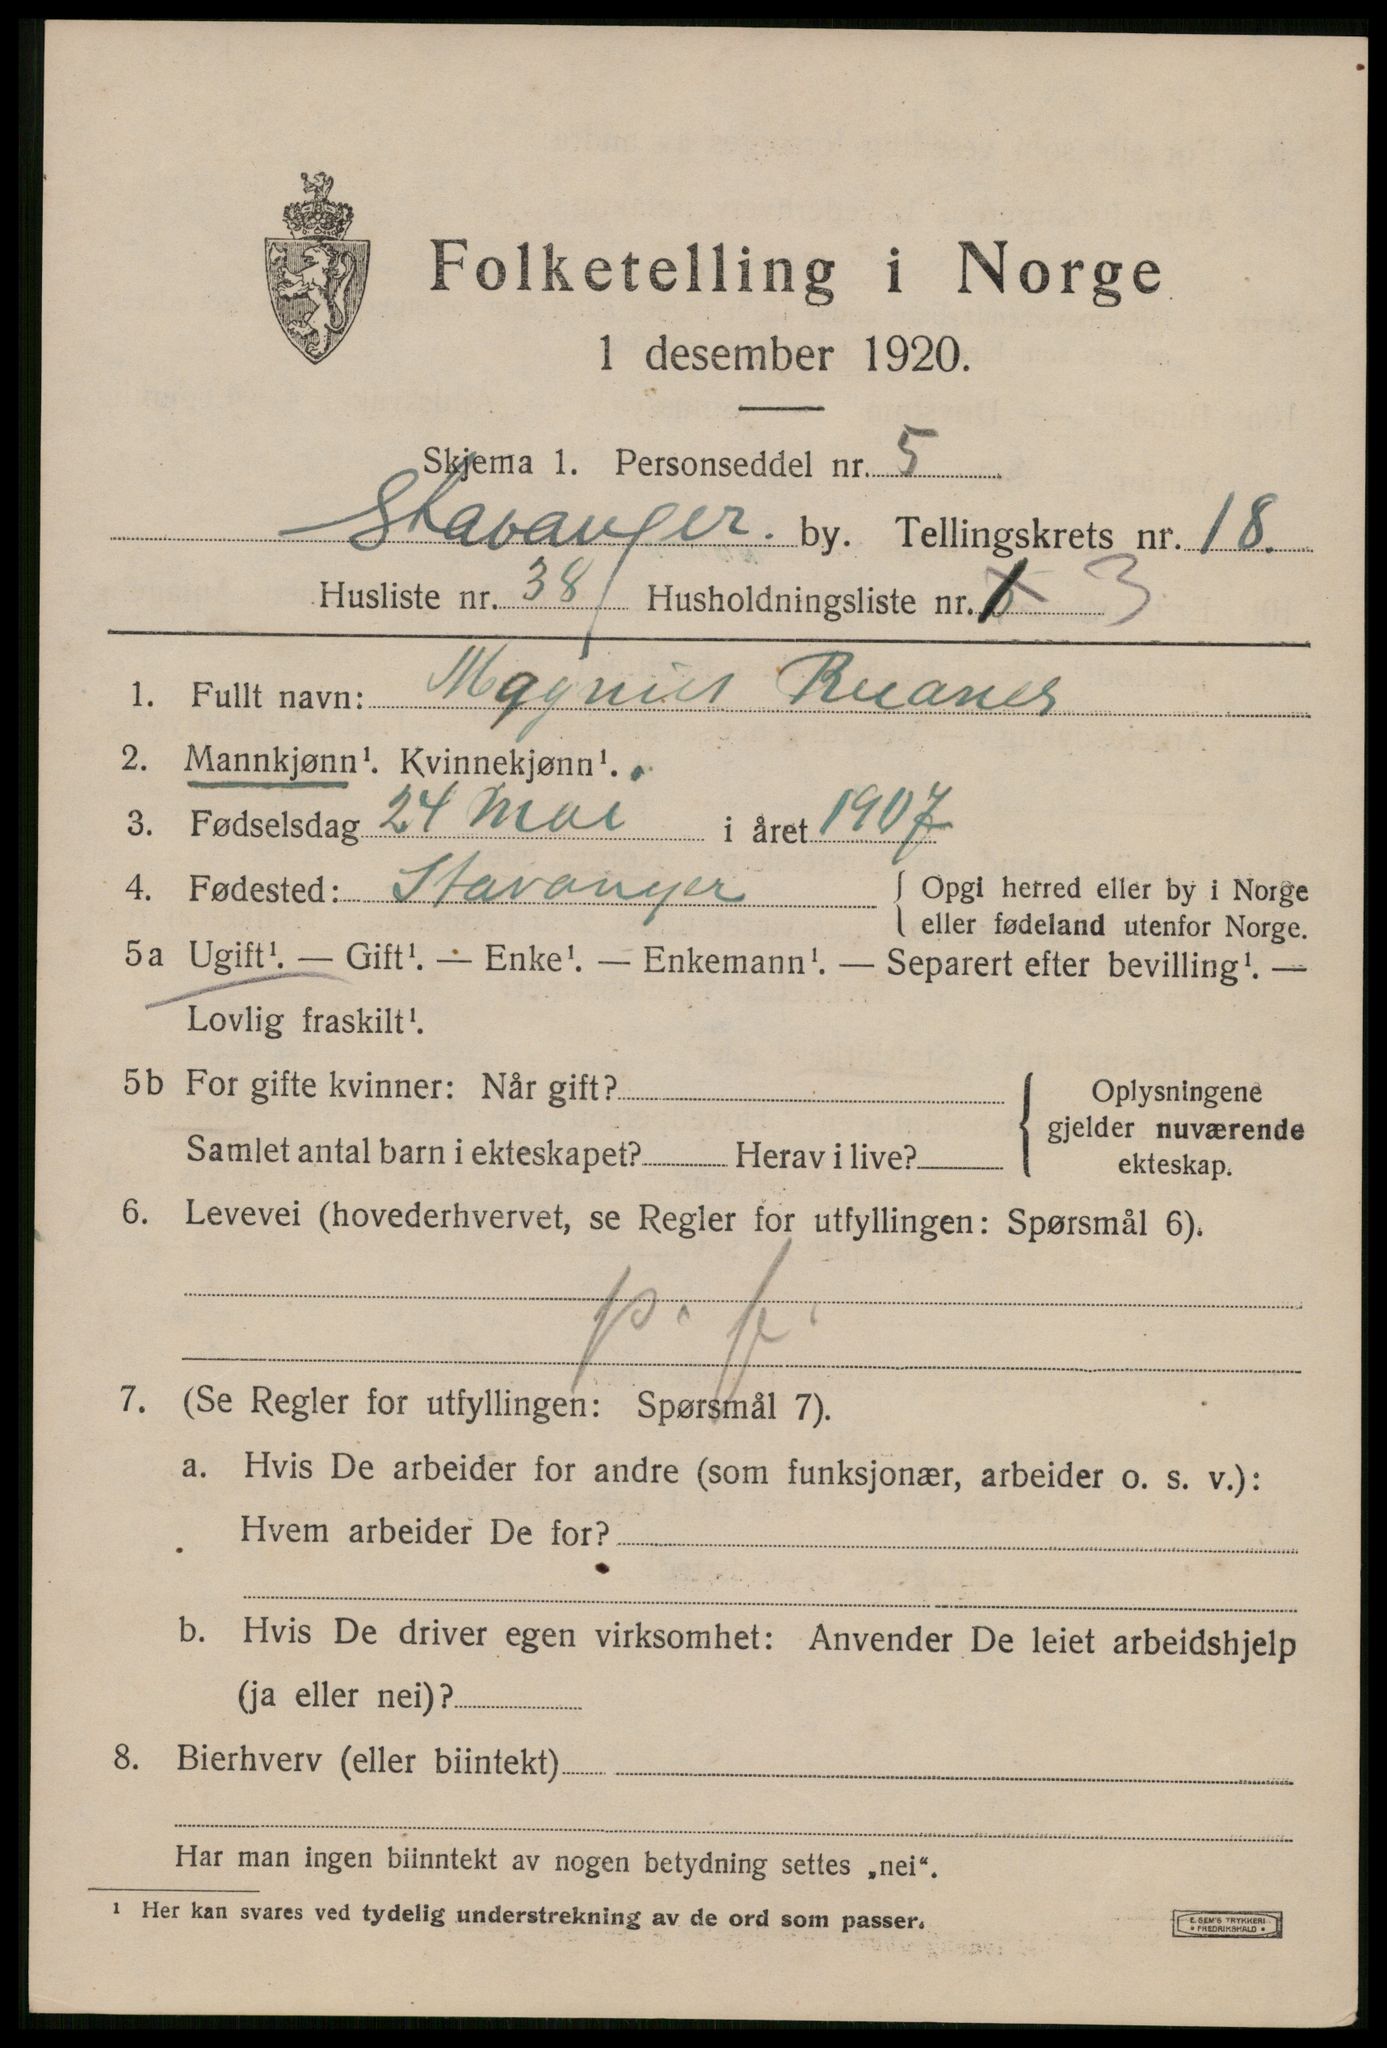 Folketelling i Norge
1 desember 1920.
Skjema 1. Personseddel nr. 5
Stavanger. by. Tellingskrets nr. 18.
Husliste nr. 38 Husholdningsliste nr. 3
1. Fullt navn: Magnus
2. Mannkjønn¹. Kvinnekjønn¹.
3. Fødselsdag 24 Mai i året 1907
4. Fødested: Stavanger { Opgi herred eller by i Norge
eller fødeland utenfor Norge.
5a Ugift¹. — Gift¹. — Enke¹. — Enkemann¹. — Separert efter bevilling¹. —
Lovlig fraskilt¹.
5b For gifte kvinner: Når gift? { Oplysningene
gjelder nuværende
Samlet antal barn i ekteskapet? Herav i live? ekteskap.
6. Levevei (hovederhvervet, se Regler for utfyllingen: Spørsmål 6).
p. f.
7. (Se Regler for utfyllingen: Spørsmål 7).
a. Hvis De arbeider for andre (som funksjonær, arbeider o. s. v.):
Hvem arbeider De for?
b. Hvis De driver egen virksomhet: Anvender De leiet arbeidshjelp
(ja eller nei)?
8. Bierhverv (eller biintekt)
Har man ingen biinntekt av nogen betydning settes „nei“.
¹ Her kan svares ved tydelig understrekning av de ord som passer.
E. SEM'S TRYKKERI
• FREDRIKSHALD •